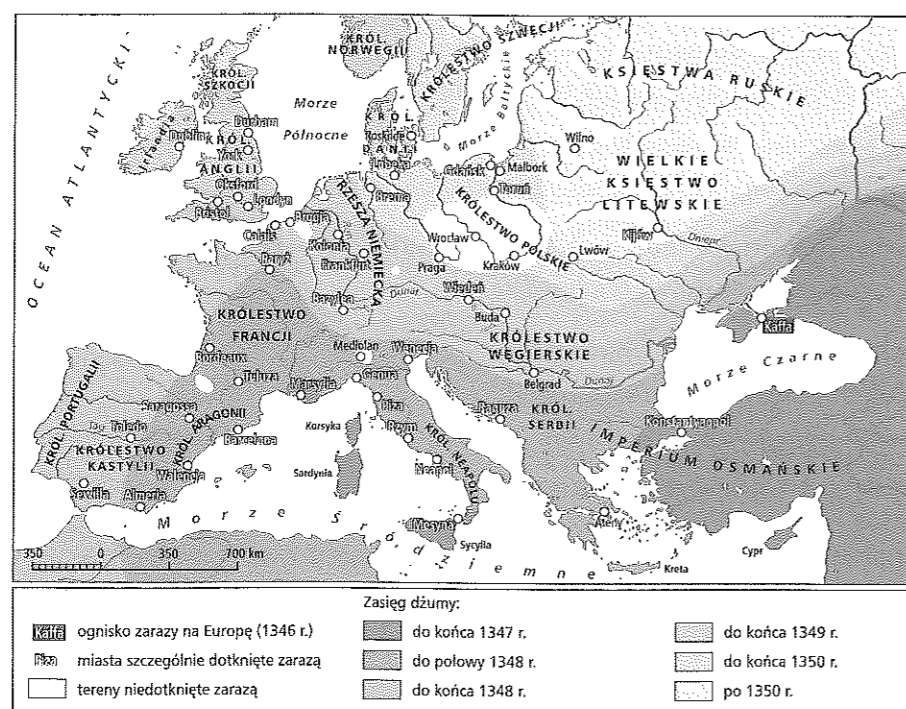 KRÓL. NORWEGII
KRÓLESTWO SZWECJI
KRÓL. SZKOCJI
KSIĘSTWA RUSKIE
OCEAN ATLANTYCKI
Morze Północne
Morze Bałtyckie
Irlandia
Dublin
Durham
York
KRÓL. ANGLII
Oksford
Londyn
Bristol
KRÓL. DANII
Roskilde
Lubeka
Brema
Gdańsk
Malbork
Toruń
Wilno
WIELKIE KSIĘSTWO LITEWSKIE
Kijów
Dniepr
Calais
Brugia
Kolonia
Frankfurt
RZESZA NIEMIECKA
KRÓLESTWO POLSKIE
Wrocław
Praga
Kraków
Lwów
Paryż
Bazylea
Dunaj
Wiedeń
Buda
KRÓLESTWO FRANCJI
KRÓLESTWO WĘGIERSKIE
Kaffa
Bordeaux
Mediolan
Wenecja
Genua
Belgrad
Dunaj
Morze Czarne
Tuluza
Marsylia
Piza
Raguza
KRÓL. SERBII
Konstantynopol
KRÓL. PORTUGALII
Saragossa
KRÓL. ARAGONII
Barcelona
Korsyka
Rzym
KRÓL. NEAPOLU
IMPERIUM OSMAŃSKIE
Toledo
KRÓLESTWO KASTYLII
Walencja
Sardynia
Neapol
Sewilla
Almeria
Mesyna
Sycylia
Ateny
Cypr
Kreta
Morze Śródziemne
350 0 350 700 km
Zasięg dżumy:
Kaffa ognisko zarazy na Europę (1346 r.)
Piza miasta szczególnie dotknięte zarazą
tereny niedotknięte zarazą
do końca 1347 r.
do połowy 1348 r.
do końca 1348 r.
do końca 1349 r.
do końca 1350 r.
po 1350 r.